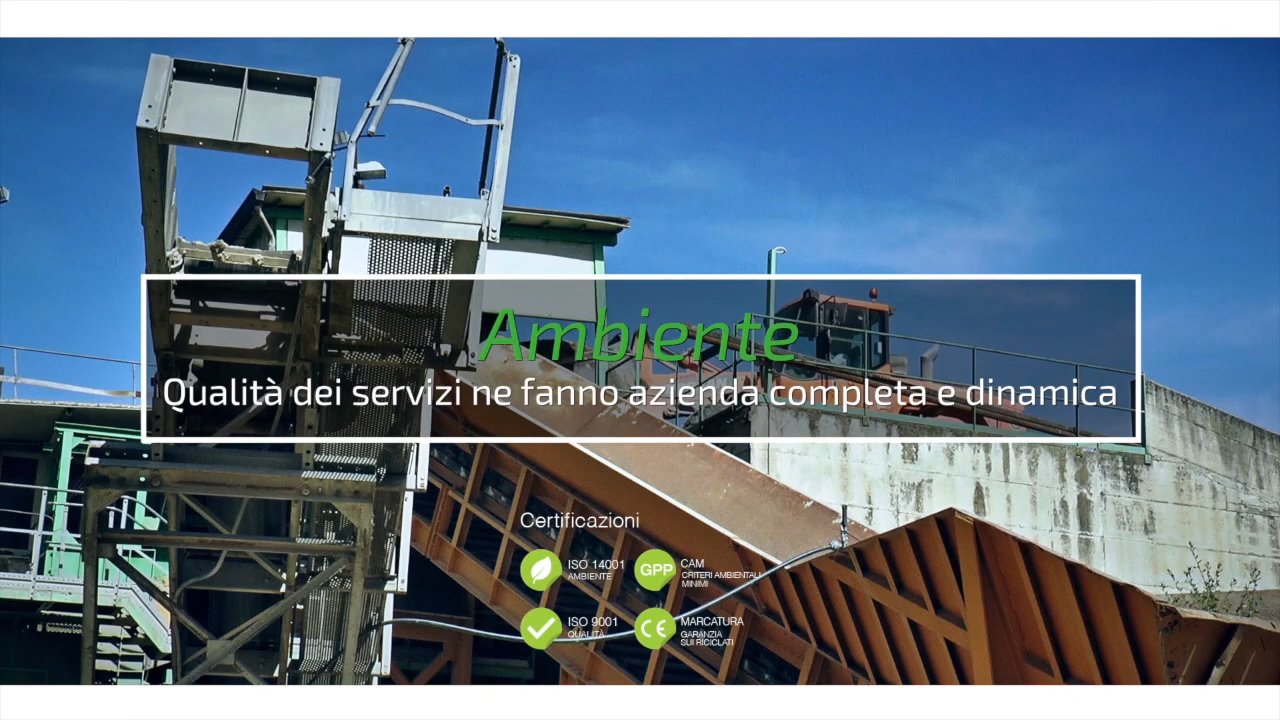 Ambiente
Qualità dei servizi ne fanno azienda completa e dinamica
Certificazioni
ISO 14001
AMBIENTE
GPP
CAM
CRITERI AMBIENTALI
MINIMI
ISO 9001
QUALITÀ
CE
MARCATURA
GARANZIA
SUI RICICLATI